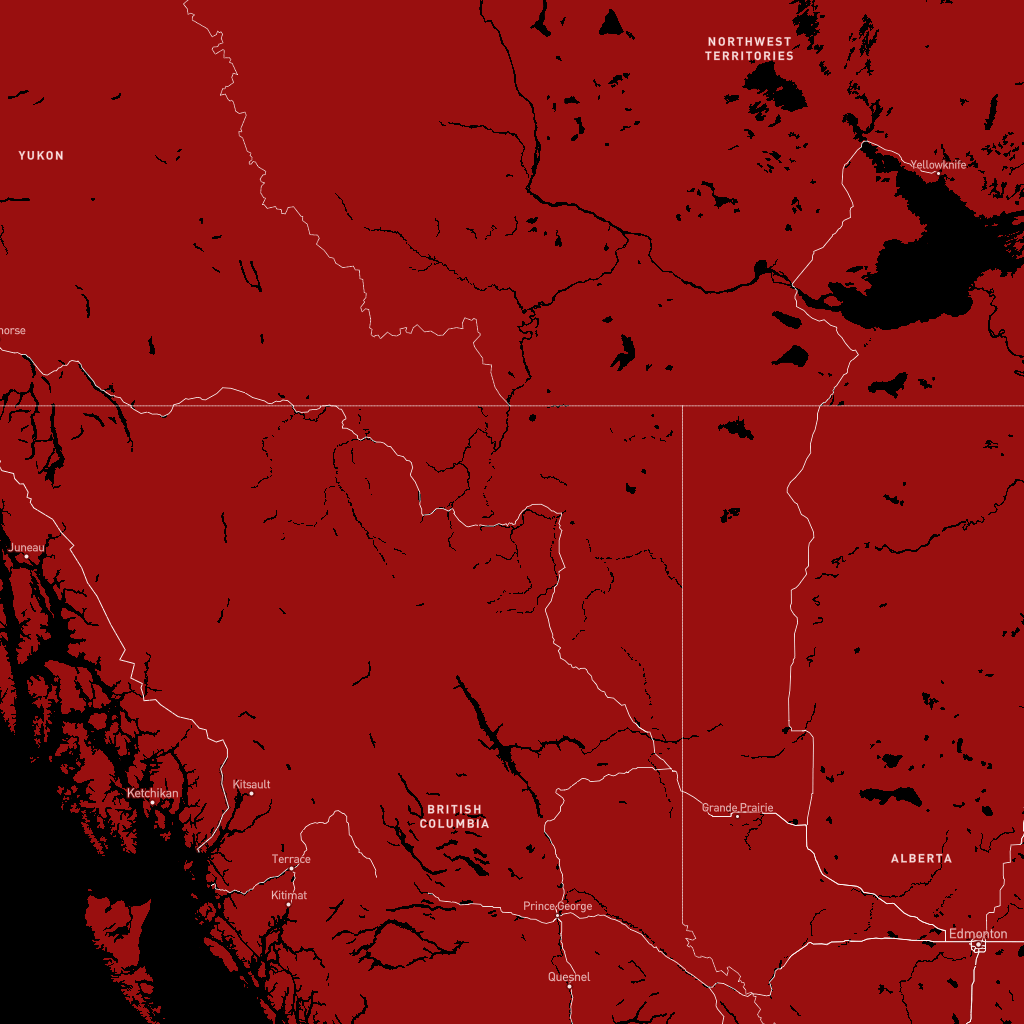 NORTHWEST
TERRITORIES
YUKON
Yellowknife
horse
Juneau
Kitsault
Ketchikan
BRITISH
COLUMBIA
Grande Prairie
Terrace
ALBERTA
Kitimat
Prince George
Edmonton
Quesnel